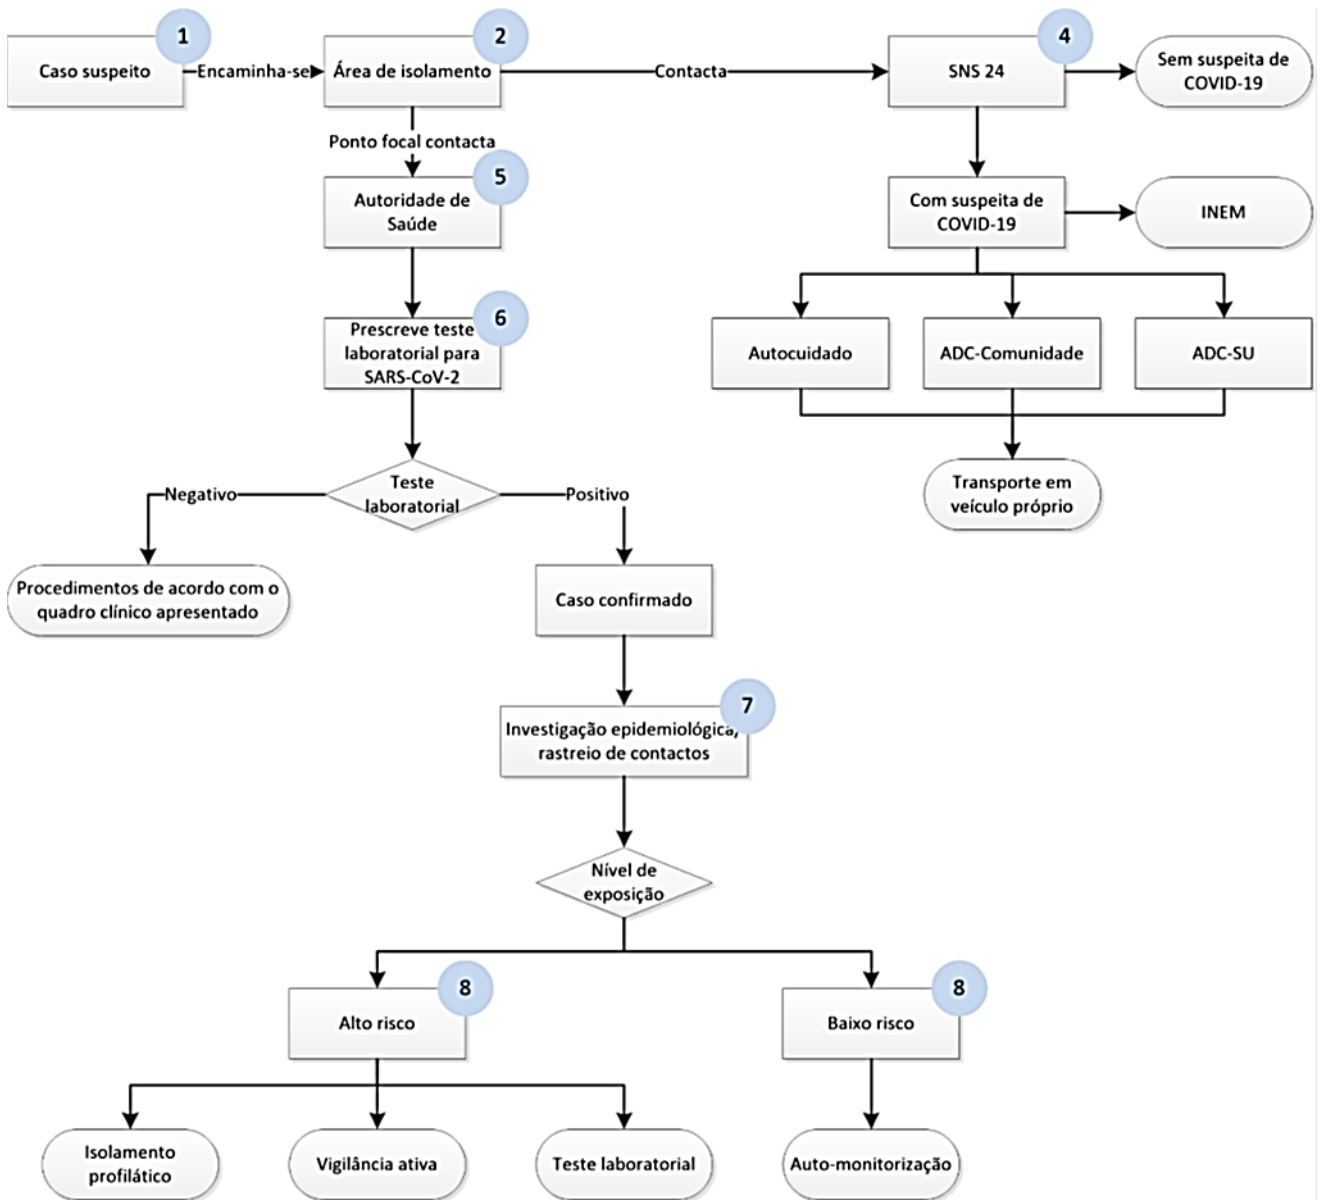 1
Caso suspeito
Encaminha-se
2
Área de isolamento
Contacta
4
SNS 24
Sem suspeita de
COVID-19
Ponto focal contacta
5
Autoridade de
Saúde
Com suspeita de
COVID-19
INEM
6
Prescreve teste
laboratorial para
SARS-CoV-2
Autocuidado
ADC-Comunidade
ADC-SU
Negativo
Teste
laboratorial
Positivo
Transporte em
veículo próprio
Procedimentos de acordo com o
quadro clínico apresentado
Caso confirmado
7
Investigação epidemiológica,
rastreio de contactos
Nível de
exposição
8
Alto risco
8
Baixo risco
Isolamento
profilático
Vigilância ativa
Teste laboratorial
Auto-monitorização